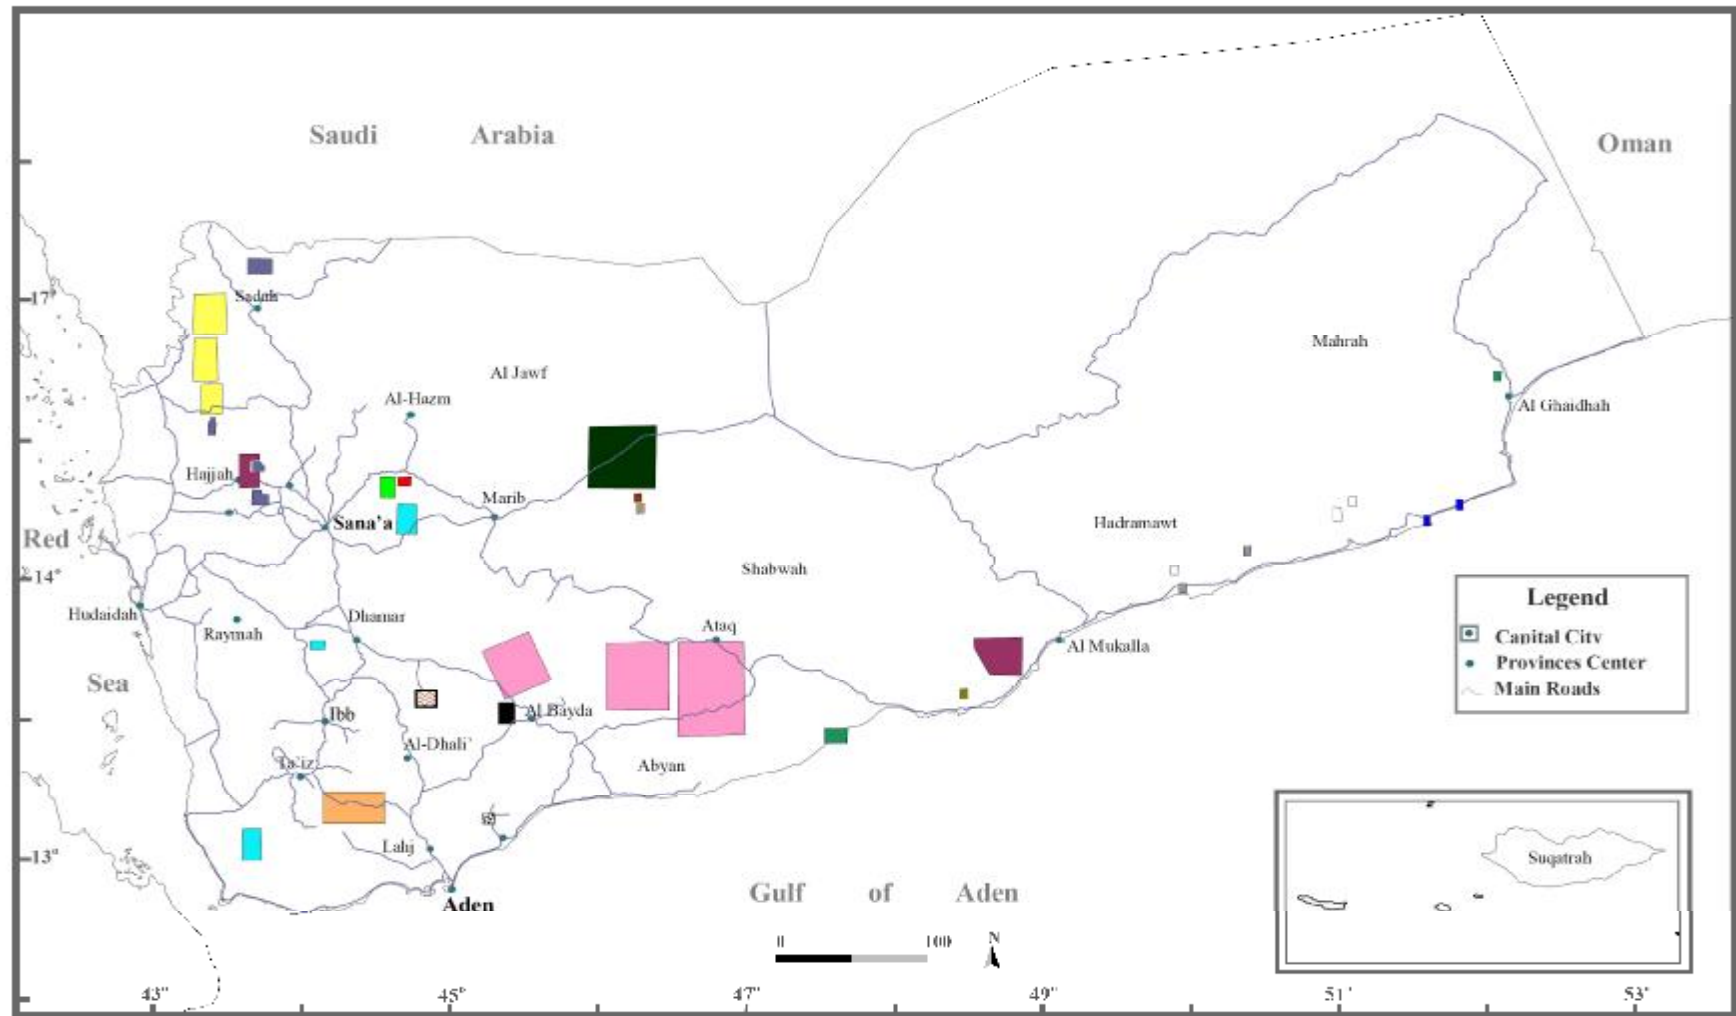 Saudi Arabia
Oman
17°
Sadah
Mahrah
Al Jawf
Al-Hazm
Al Ghaidhah
Hajjah
Marib
Sana'a
Hadramawt
Red
Shabwah
14°
Hudaidah
Raymah
Dhamar
Ataq
Al Mukalla
Sea
Ibb
Al Bayda
Al-Dhali'
Ta'iz
Abyan
13°
Lahj
Aden
Gulf of Aden
0 100
N
Legend
Capital City
Provinces Center
Main Roads
Suqatrah
43° 45° 47° 49° 51° 53°